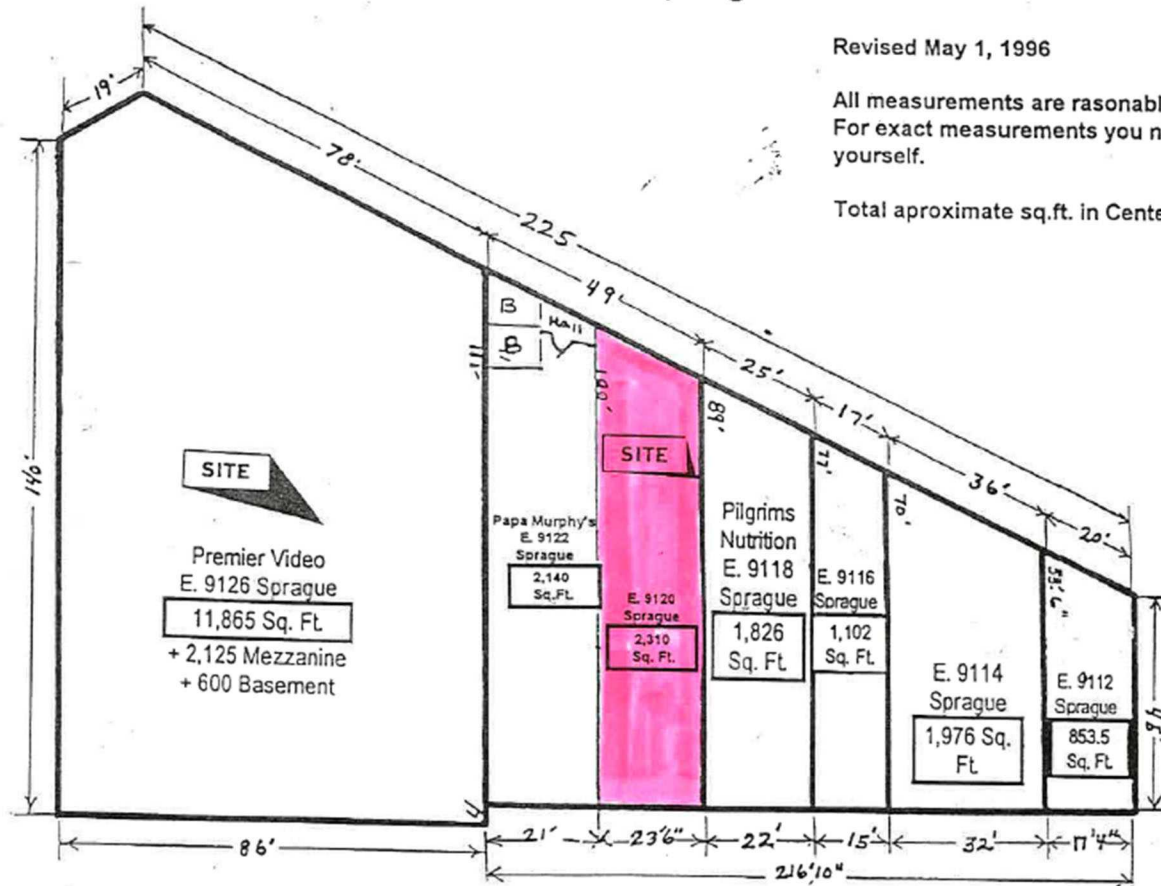 Revised May 1, 1996
All measurements are rasonabl
For exact measurements you n
yourself.
Total aproximate sq.ft. in Cente
19'
78'
225
49'
25'
17'
36'
20'
B
Hall
B
111'
100'
89'
77'
70'
53'6"
48'
140'
SITE
Premier Video
E. 9126 Sprague
11,865 Sq. Ft.
+ 2,125 Mezzanine
+ 600 Basement
Papa Murphy's
E. 9122
Sprague
2,140
Sq.Ft.
SITE
E. 9120
Sprague
2,310
Sq. Ft.
Pilgrims
Nutrition
E. 9118
Sprague
1,826
Sq. Ft.
E. 9116
Sprague
1,102
Sq. Ft.
E. 9114
Sprague
1,976 Sq.
Ft.
E. 9112
Sprague
853.5
Sq. Ft.
4'
86'
21'
23'6"
22'
15'
32'
17'4"
216'10"